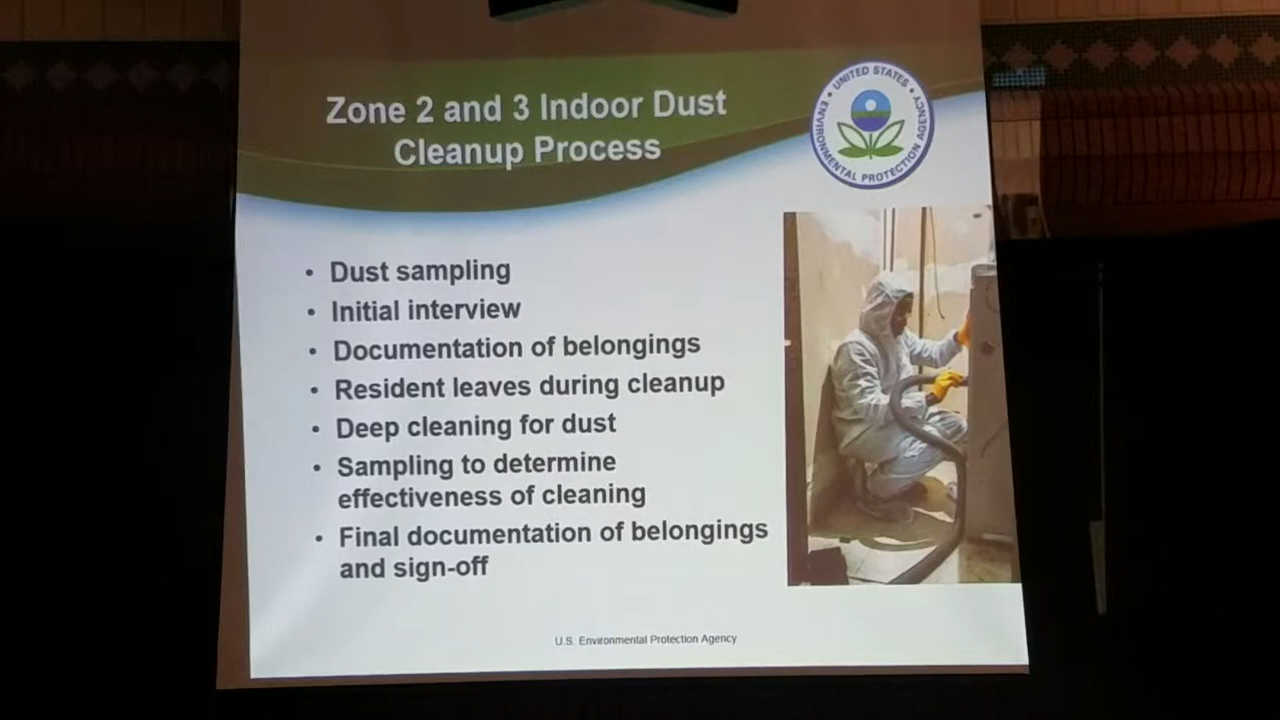 Zone 2 and 3 Indoor Dust
Cleanup Process
UNITED STATES • ENVIRONMENTAL PROTECTION AGENCY •
• Dust sampling
• Initial interview
• Documentation of belongings
• Resident leaves during cleanup
• Deep cleaning for dust
• Sampling to determine
effectiveness of cleaning
• Final documentation of belongings
and sign-off
U.S. Environmental Protection Agency